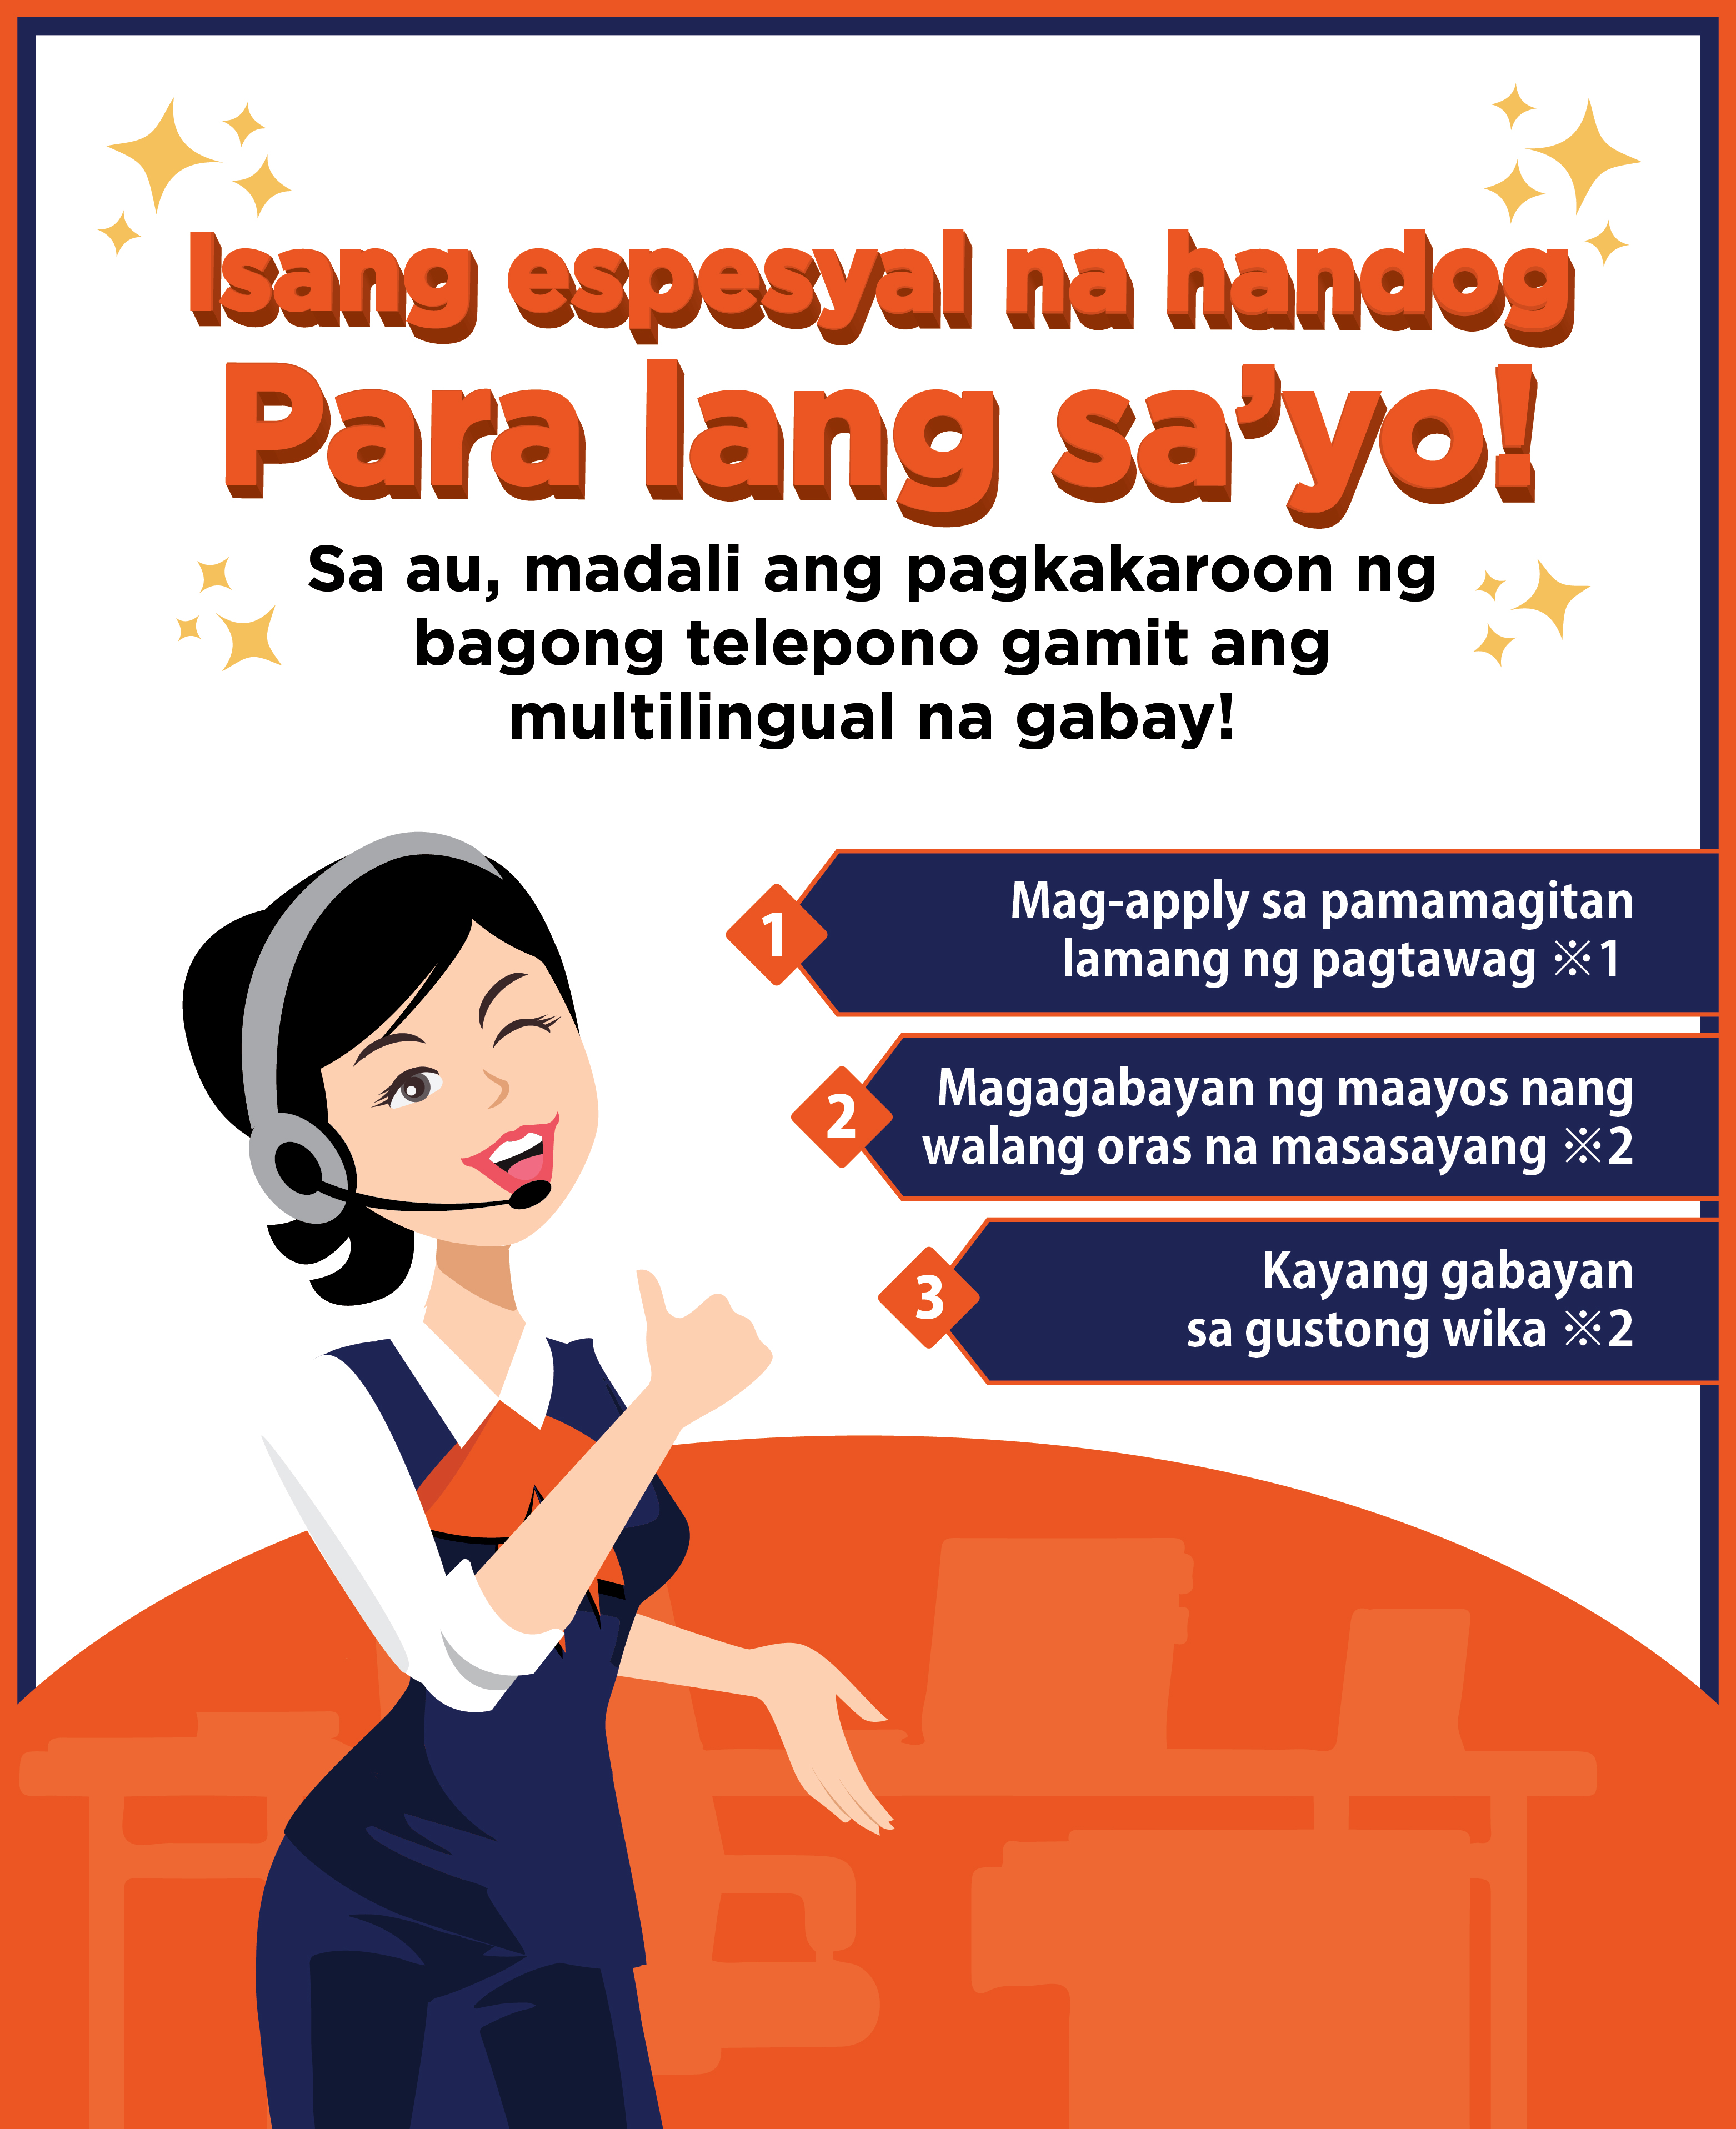 Isang espesyal na handog
Para lang sa’yo!
Sa au, madali ang pagkakaroon ng
bagong telepono gamit ang
multilingual na gabay!
1
Mag-apply sa pamamagitan
lamang ng pagtawag ※1
2
Magagabayan ng maayos nang
walang oras na masasayang ※2
3
Kayang gabayan
sa gustong wika ※2